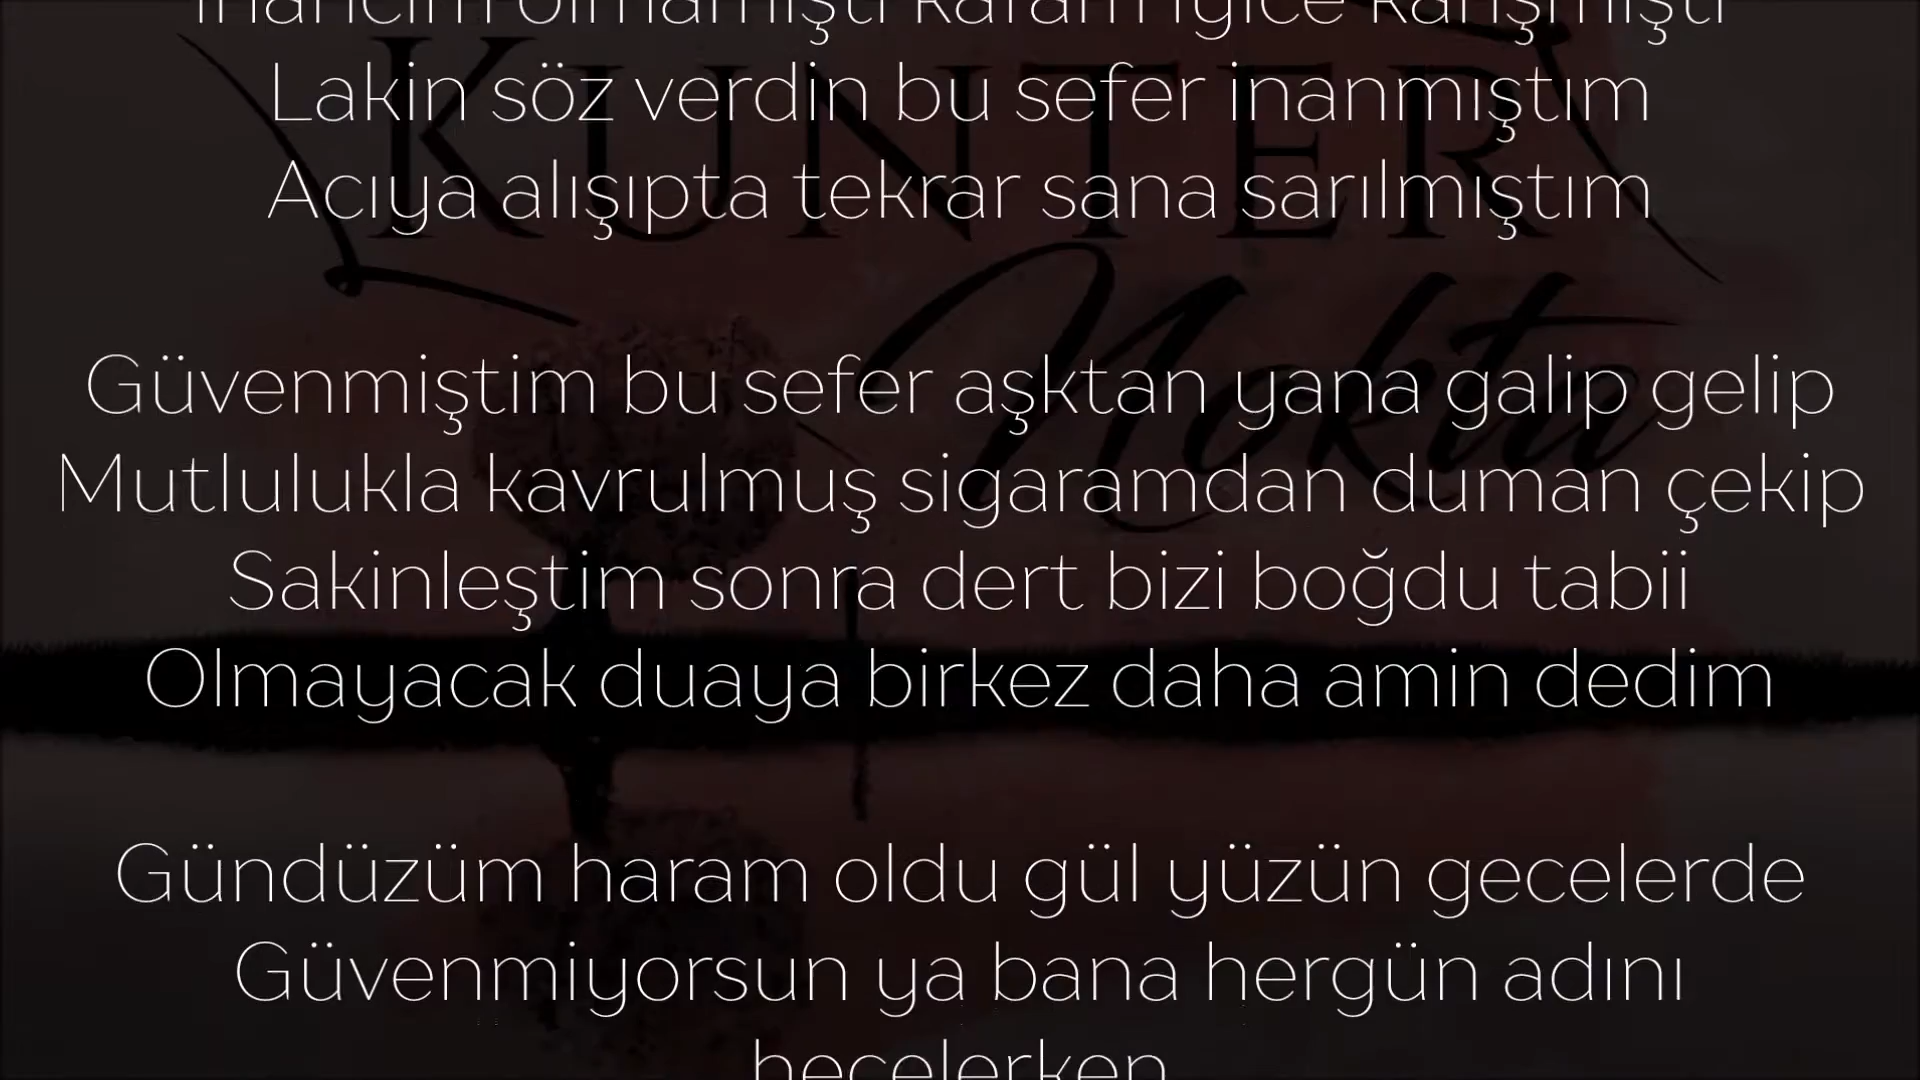 Lakin söz verdin bu sefer inanmıştım
Acıya alışıpta tekrar sana sarılmıştım
KUNTER
Nokta
Güvenmiştim bu sefer aşktan yana galip gelip
Mutlulukla kavrulmuş sigaramdan duman çekip
Sakinleştim sonra dert bizi boğdu tabii
Olmayacak duaya birkez daha amin dedim
Gündüzüm haram oldu gül yüzün gecelerde
Güvenmiyorsun ya bana hergün adını
hecelerken